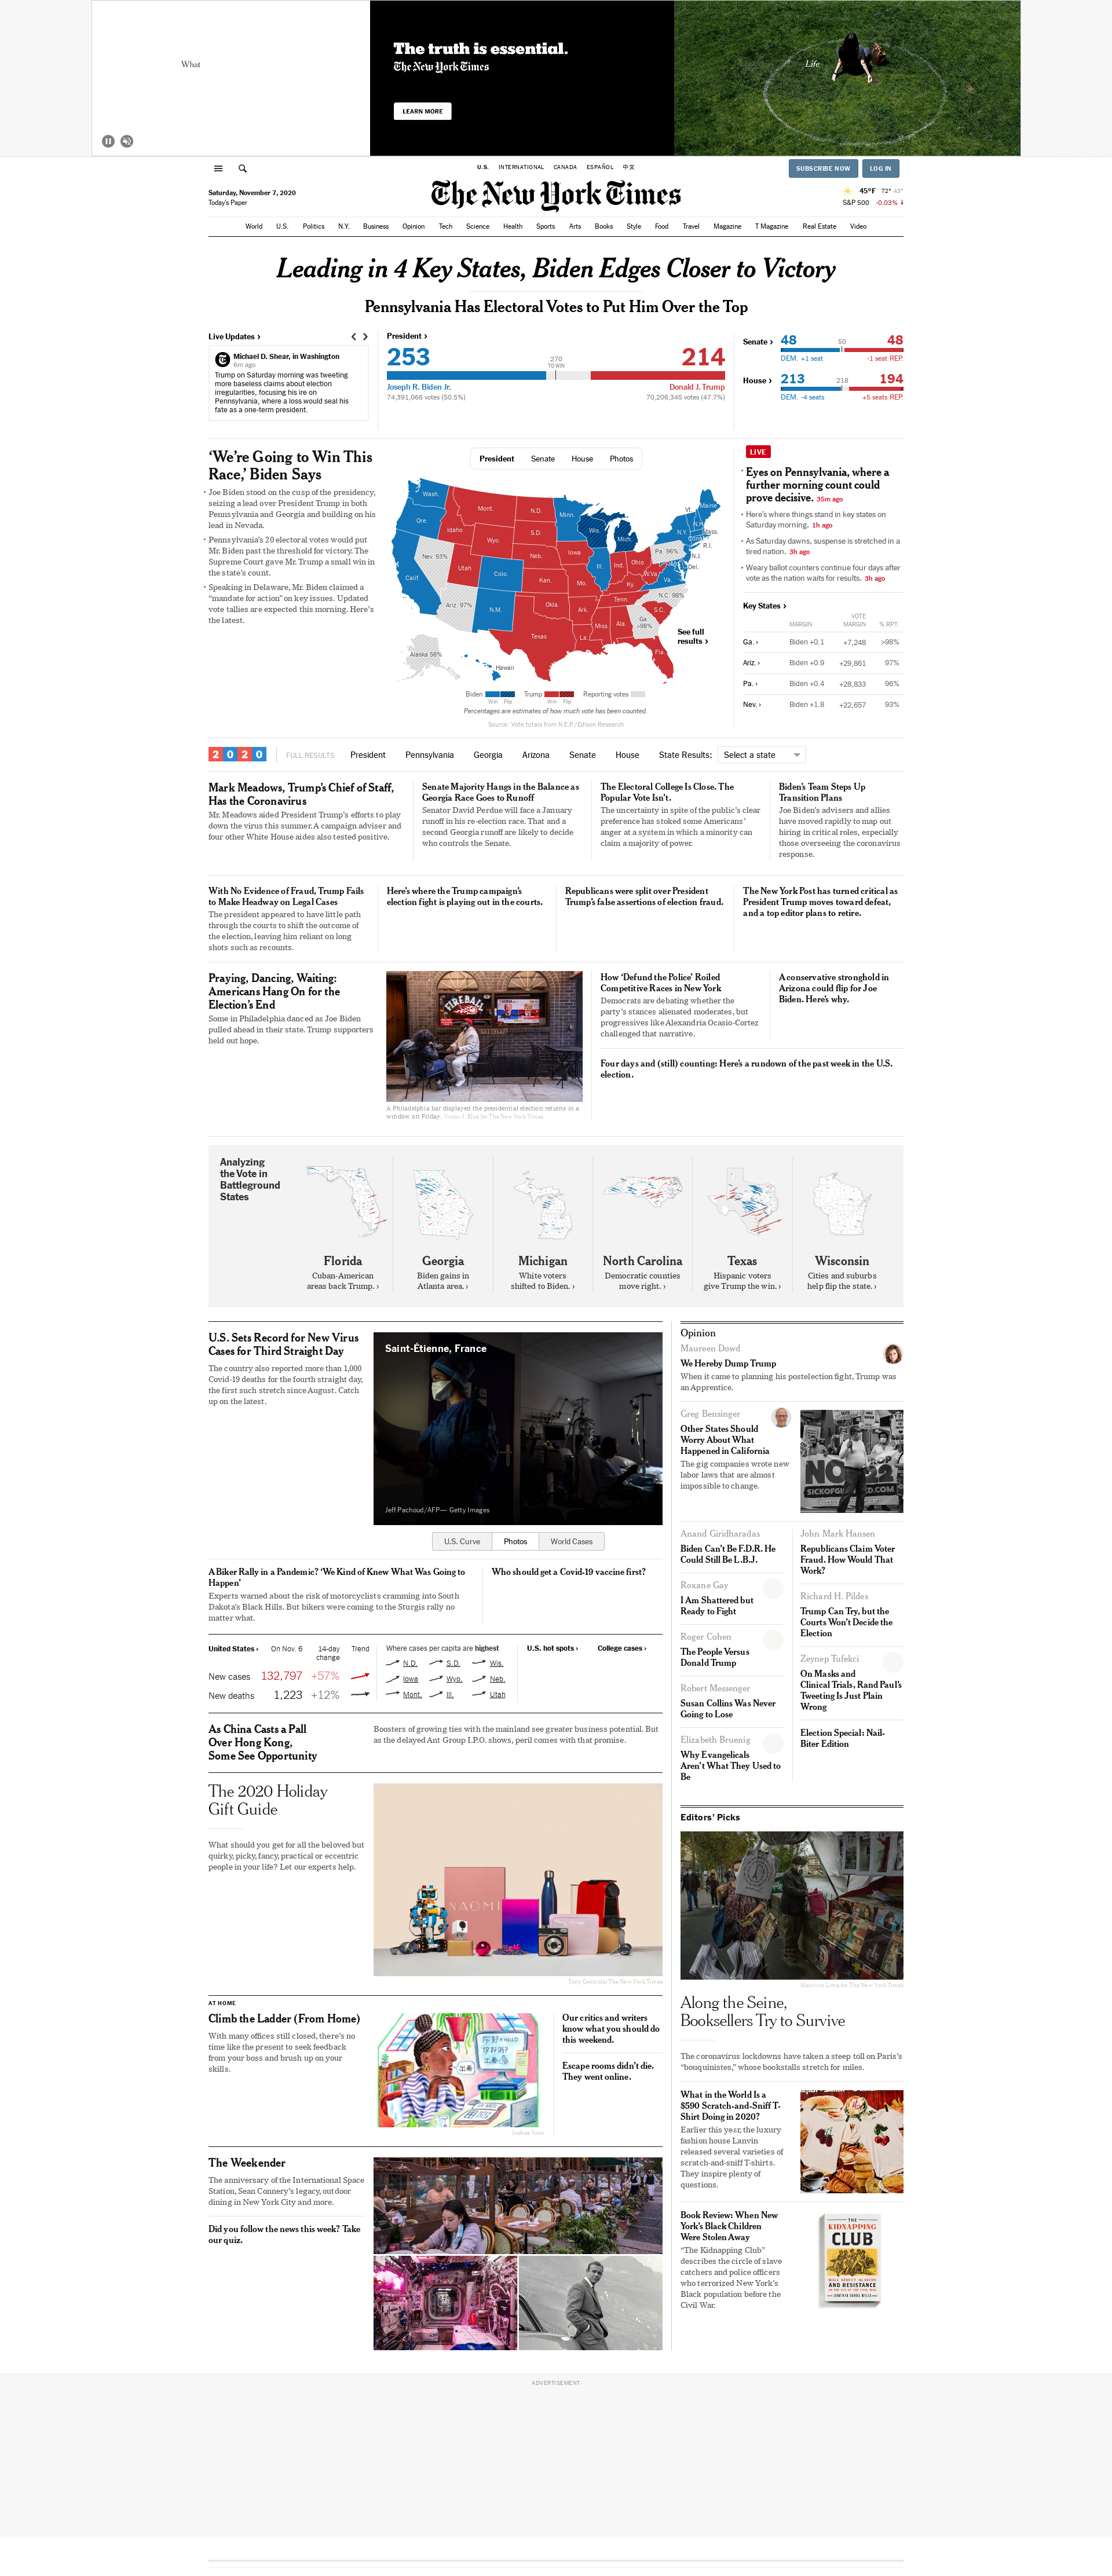 What
The truth is essential.
The New York Times
LEARN MORE
Life
U.S.
INTERNATIONAL
CANADA
ESPAÑOL
中文
SUBSCRIBE NOW
LOG IN
Saturday, November 7, 2020
Today's Paper
The New York Times
45°F 72° 43°
S&P 500 -0.03%
World U.S. Politics N.Y. Business Opinion Tech Science Health Sports Arts Books Style Food Travel Magazine T Magazine Real Estate Video
Leading in 4 Key States, Biden Edges Closer to Victory
Pennsylvania Has Electoral Votes to Put Him Over the Top
Live Updates ›
Michael D. Shear, in Washington
6m ago
Trump on Saturday morning was tweeting
more baseless claims about election
irregularities, focusing his ire on
Pennsylvania, where a loss would seal his
fate as a one-term president.
President ›
253
270
TO WIN
214
Joseph R. Biden Jr.
Donald J. Trump
74,391,066 votes (50.5%)
70,206,345 votes (47.7%)
Senate ›
48
50
48
DEM. +1 seat
-1 seat REP.
House ›
213
218
194
DEM. -4 seats
+5 seats REP.
‘We’re Going to Win This
Race,’ Biden Says
Joe Biden stood on the cusp of the presidency,
seizing a lead over President Trump in both
Pennsylvania and Georgia and building on his
lead in Nevada.
Pennsylvania’s 20 electoral votes would put
Mr. Biden past the threshold for victory. The
Supreme Court gave Mr. Trump a small win in
the state’s count.
Speaking in Delaware, Mr. Biden claimed a
“mandate for action” on key issues. Updated
vote tallies are expected this morning. Here’s
the latest.
President Senate House Photos
Wash.
Ore.
Calif.
Nev. 93%
Idaho
Mont.
Wyo.
Utah
Ariz. 97%
Colo.
N.M.
N.D.
S.D.
Neb.
Kan.
Okla.
Texas
Minn.
Iowa
Mo.
Ark.
La.
Wis.
Ill.
Mich.
Ind.
Ohio
Ky.
Tenn.
Miss.
Ala.
Ga.
>98%
Fla.
S.C.
N.C. 98%
Va.
W.Va.
Pa. 96%
N.Y.
Vt.
N.H.
Maine
Mass.
Conn.
R.I.
N.J.
Del.
Alaska 56%
Hawaii
See full
results ›
Biden
Win Flip
Trump
Win Flip
Reporting votes
Percentages are estimates of how much vote has been counted.
Source: Vote totals from N.E.P./Edison Research
LIVE
Eyes on Pennsylvania, where a
further morning count could
prove decisive. 35m ago
Here’s where things stand in key states on
Saturday morning. 1h ago
As Saturday dawns, suspense is stretched in a
tired nation. 3h ago
Weary ballot counters continue four days after
vote as the nation waits for results. 3h ago
Key States ›
MARGIN
VOTE
MARGIN
% RPT.
Ga. › Biden +0.1 +7,248 >98%
Ariz. › Biden +0.9 +29,861 97%
Pa. › Biden +0.4 +28,833 96%
Nev. › Biden +1.8 +22,657 93%
2020
FULL RESULTS President Pennsylvania Georgia Arizona Senate House State Results: Select a state
Mark Meadows, Trump’s Chief of Staff,
Has the Coronavirus
Mr. Meadows aided President Trump’s efforts to play
down the virus this summer. A campaign adviser and
four other White House aides also tested positive.
Senate Majority Hangs in the Balance as
Georgia Race Goes to Runoff
Senator David Perdue will face a January
runoff in his re-election race. That and a
second Georgia runoff are likely to decide
who controls the Senate.
The Electoral College Is Close. The
Popular Vote Isn’t.
The uncertainty in spite of the public’s clear
preference has stoked some Americans’
anger at a system in which a minority can
claim a majority of power.
Biden’s Team Steps Up
Transition Plans
Joe Biden’s advisers and allies
have moved rapidly to map out
hiring in critical roles, especially
those overseeing the coronavirus
response.
With No Evidence of Fraud, Trump Fails
to Make Headway on Legal Cases
The president appeared to have little path
through the courts to shift the outcome of
the election, leaving him reliant on long
shots such as recounts.
Here’s where the Trump campaign’s
election fight is playing out in the courts.
Republicans were split over President
Trump’s false assertions of election fraud.
The New York Post has turned critical as
President Trump moves toward defeat,
and a top editor plans to retire.
Praying, Dancing, Waiting:
Americans Hang On for the
Election’s End
Some in Philadelphia danced as Joe Biden
pulled ahead in their state. Trump supporters
held out hope.
FIREBALL
A Philadelphia bar displayed the presidential election returns in a
window on Friday. Victor J. Blue for The New York Times
How ‘Defund the Police’ Roiled
Competitive Races in New York
Democrats are debating whether the
party’s stances alienated moderates, but
progressives like Alexandria Ocasio-Cortez
challenged that narrative.
A conservative stronghold in
Arizona could flip for Joe
Biden. Here’s why.
Four days and (still) counting: Here’s a rundown of the past week in the U.S.
election.
Analyzing
the Vote in
Battleground
States
Florida
Cuban-American
areas back Trump. ›
Georgia
Biden gains in
Atlanta area. ›
Michigan
White voters
shifted to Biden. ›
North Carolina
Democratic counties
move right. ›
Texas
Hispanic voters
give Trump the win. ›
Wisconsin
Cities and suburbs
help flip the state. ›
U.S. Sets Record for New Virus
Cases for Third Straight Day
The country also reported more than 1,000
Covid-19 deaths for the fourth straight day,
the first such stretch since August. Catch
up on the latest.
Saint-Étienne, France
Jeff Pachoud/AFP— Getty Images
U.S. Curve Photos World Cases
A Biker Rally in a Pandemic? ‘We Kind of Knew What Was Going to
Happen’
Experts warned about the risk of motorcyclists cramming into South
Dakota’s Black Hills. But bikers were coming to the Sturgis rally no
matter what.
Who should get a Covid-19 vaccine first?
United States › On Nov. 6 14-day
change Trend
New cases 132,797 +57%
New deaths 1,223 +12%
Where cases per capita are highest
N.D. S.D. Wis.
Iowa Wyo. Neb.
Mont. Ill. Utah
U.S. hot spots › College cases ›
As China Casts a Pall
Over Hong Kong,
Some See Opportunity
Boosters of growing ties with the mainland see greater business potential. But
as the delayed Ant Group I.P.O. shows, peril comes with that promise.
The 2020 Holiday
Gift Guide
What should you get for all the beloved but
quirky, picky, fancy, practical or eccentric
people in your life? Let our experts help.
NAOMI
Tony Cenicola/The New York Times
AT HOME
Climb the Ladder (From Home)
With many offices still closed, there’s no
time like the present to seek feedback
from your boss and brush up on your
skills.
Our critics and writers
know what you should do
this weekend.
Escape rooms didn’t die.
They went online.
The Weekender
The anniversary of the International Space
Station, Sean Connery’s legacy, outdoor
dining in New York City and more.
Did you follow the news this week? Take
our quiz.
Opinion
Maureen Dowd
We Hereby Dump Trump
When it came to planning his postelection fight, Trump was
an Apprentice.
Greg Bensinger
Other States Should
Worry About What
Happened in California
The gig companies wrote new
labor laws that are almost
impossible to change.
NO 22
Anand Giridharadas
Biden Can’t Be F.D.R. He
Could Still Be L.B.J.
Roxane Gay
I Am Shattered but
Ready to Fight
Roger Cohen
The People Versus
Donald Trump
Robert Messenger
Susan Collins Was Never
Going to Lose
Elizabeth Bruenig
Why Evangelicals
Aren’t What They Used to
Be
John Mark Hansen
Republicans Claim Voter
Fraud. How Would That
Work?
Richard H. Pildes
Trump Can Try, but the
Courts Won’t Decide the
Election
Zeynep Tufekci
On Masks and
Clinical Trials, Rand Paul’s
Tweeting Is Just Plain
Wrong
Election Special: Nail-
Biter Edition
Editors’ Picks
Mauricio Lima for The New York Times
Along the Seine,
Booksellers Try to Survive
The coronavirus lockdowns have taken a steep toll on Paris’s
“bouquinistes,” whose bookstalls stretch for miles.
What in the World Is a
$590 Scratch-and-Sniff T-
Shirt Doing in 2020?
Earlier this year, the luxury
fashion house Lanvin
released several varieties of
scratch-and-sniff T-shirts.
They inspire plenty of
questions.
Book Review: When New
York’s Black Children
Were Stolen Away
“The Kidnapping Club”
describes the circle of slave
catchers and police officers
who terrorized New York’s
Black population before the
Civil War.
THE
KIDNAPPING
CLUB
AND RESISTANCE
ADVERTISEMENT